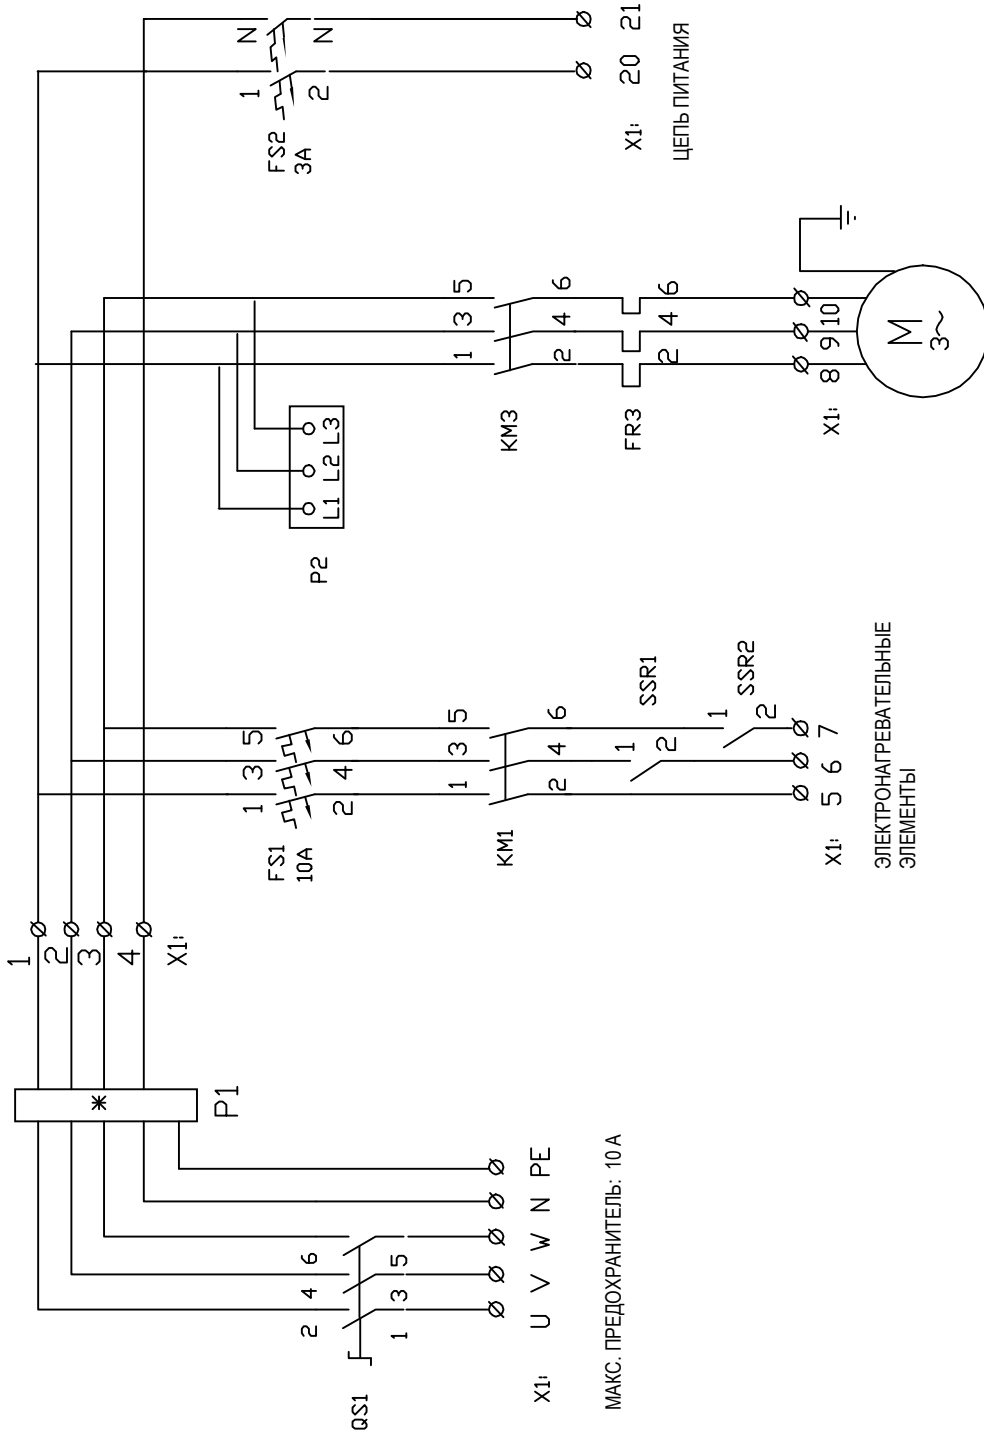 QS1
2 4 6
1 3 5
X1: U V W N PE
МАКС. ПРЕДОХРАНИТЕЛЬ: 10 А
P1
*
1
2
3
4
X1:
FS1
10A
1 3 5
2 4 6
KM1
1 3 5
2 4 6
SSR1
1
2
SSR2
1
2
X1: 5 6 7
ЭЛЕКТРОНАГРЕВАТЕЛЬНЫЕ
ЭЛЕМЕНТЫ
P2
L1 L2 L3
KM3
1 3 5
2 4 6
FR3
2 4 6
X1: 8 9 10
M
3~
FS2
3A
1 N
2 N
X1: 20 21
ЦЕПЬ ПИТАНИЯ